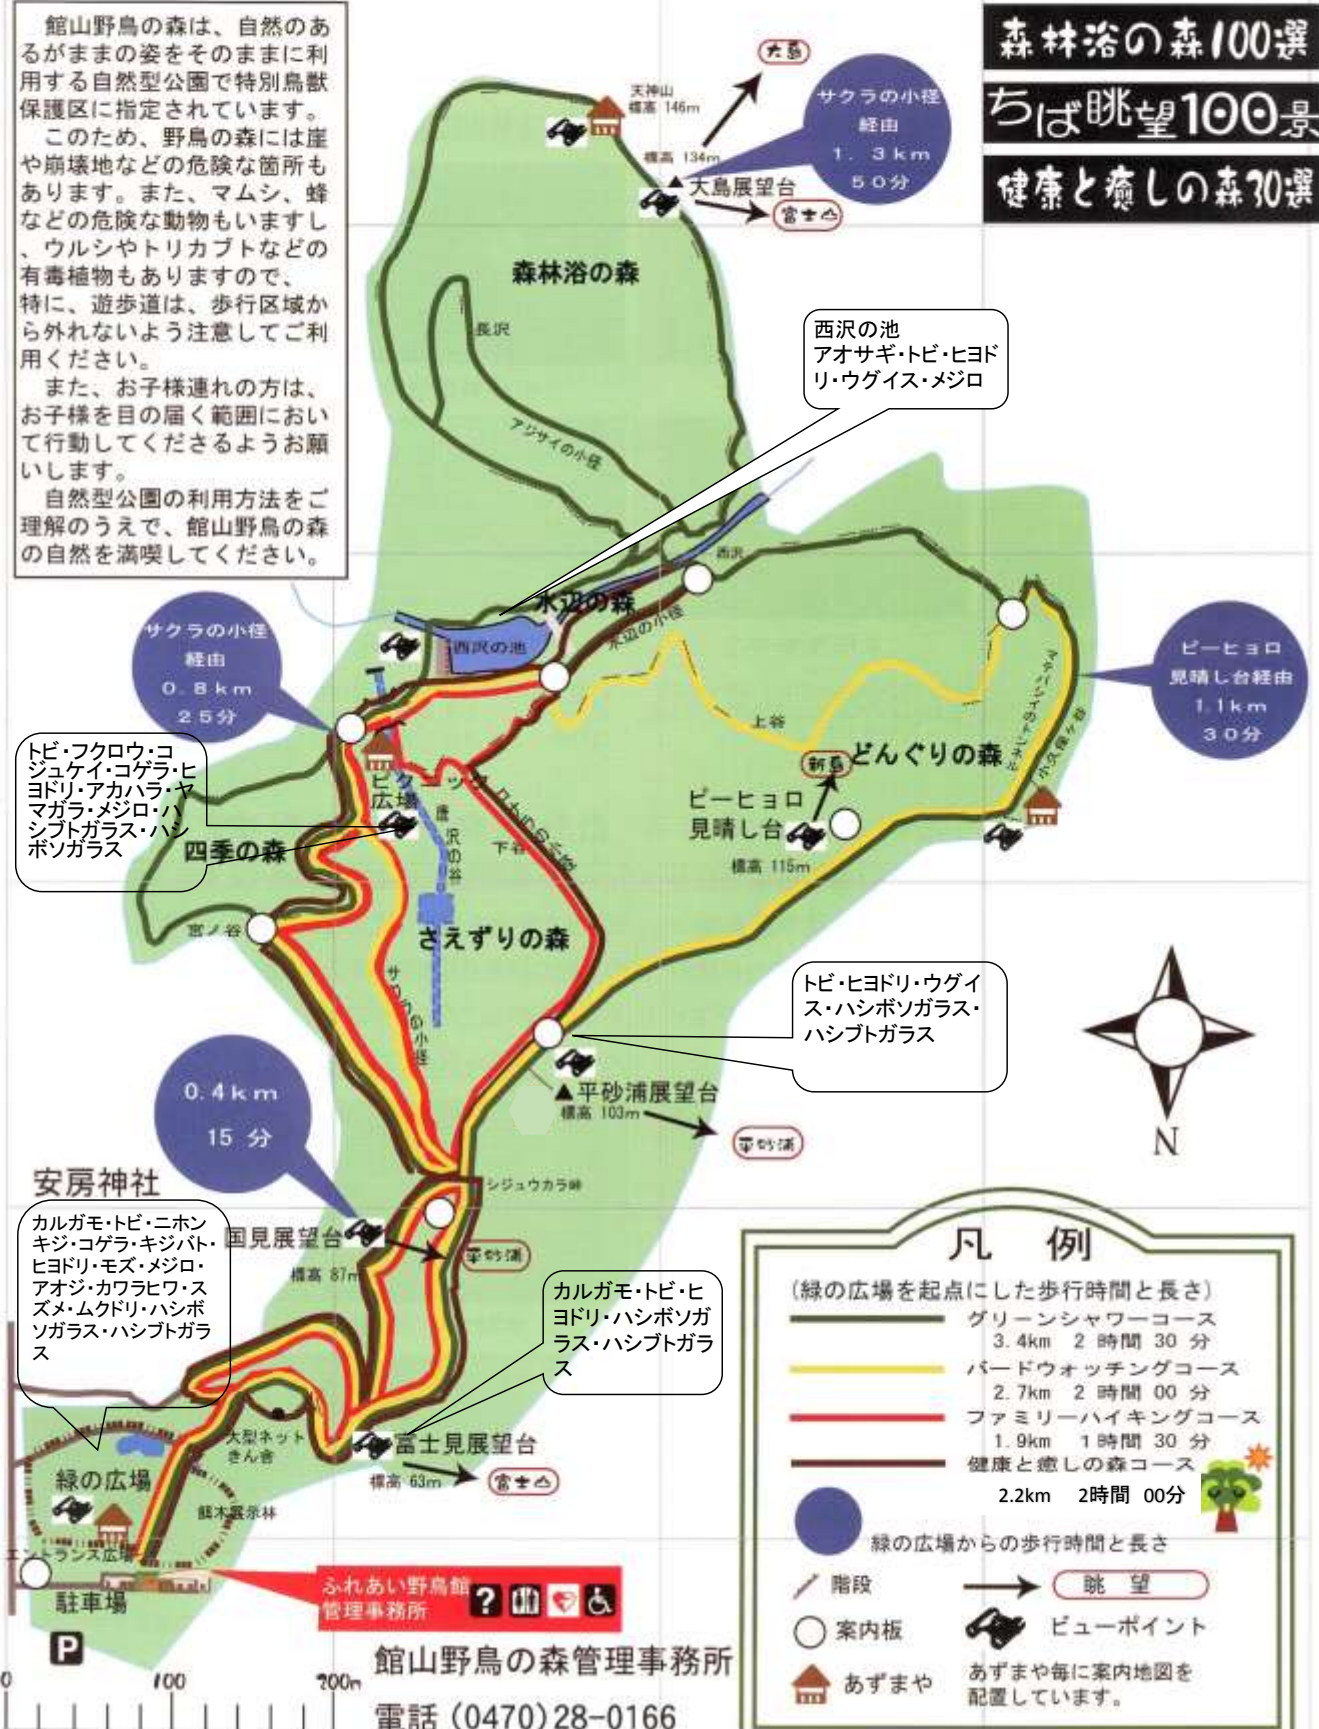 館山野鳥の森は、自然のあ
るがままの姿をそのままに利
用する自然型公園で特別鳥獣
保護区に指定されています。
このため、野鳥の森には崖
や崩壊地などの危険な箇所も
あります。また、マムシ、蜂
などの危険な動物もいますし
、ウルシやトリカブトなどの
有毒植物もありますので、
特に、遊歩道は、歩行区域か
ら外れないよう注意してご利
用ください。
また、お子様連れの方は、
お子様を目の届く範囲におい
て行動してくださるようお願
いします。
自然型公園の利用方法をご
理解のうえで、館山野鳥の森
の自然を満喫してください。
森林浴の森100選
ちば眺望100景
健康と癒しの森30選
大島
天神山
標高 146m
サクラの小径
経由
1.3km
50分
標高 134m
大島展望台
富士山
森林浴の森
長沢
アジサイの小径
西沢の池
アオサギ・トビ・ヒヨド
リ・ウグイス・メジロ
西沢
水辺の森
水辺の小径
西沢の池
サクラの小径
経由
0.8km
25分
ピーヒョロ
見晴し台経由
1.1km
30分
マテバシイのトンネル
小久保ヶ谷
上谷
どんぐりの森
新島
ピーヒョロ
見晴し台
標高 115m
トビ・フクロウ・コ
ジュケイ・コゲラ・ヒ
ヨドリ・アカハラ・ヤ
マガラ・メジロ・ハ
シブトガラス・ハシ
ボソガラス
ピクニック
広場
唐沢の谷
下谷
四季の森
宮ノ谷
さえずりの森
トビ・ヒヨドリ・ウグイ
ス・ハシボソガラス・
ハシブトガラス
平砂浦展望台
標高 103m
平砂浦
0.4km
15 分
シジュウカラ峠
安房神社
カルガモ・トビ・ニホン
キジ・コゲラ・キジバト・
ヒヨドリ・モズ・メジロ・
アオジ・カワラヒワ・ス
ズメ・ムクドリ・ハシボ
ソガラス・ハシブトガラ
ス
国見展望台
標高 87m
平砂浦
カルガモ・トビ・ヒ
ヨドリ・ハシボソガ
ラス・ハシブトガラ
ス
大型ネット
きん舎
富士見展望台
標高 63m
富士山
緑の広場
餌木展示林
エントランス広場
駐車場
P
ふれあい野鳥館
管理事務所
?
館山野鳥の森管理事務所
電話 (0470)28-0166
0 100 200m
N
凡 例
(緑の広場を起点にした歩行時間と長さ)
グリーンシャワーコース
3.4km 2 時間 30 分
バードウォッチングコース
2.7km 2 時間 00 分
ファミリーハイキングコース
1.9km 1 時間 30 分
健康と癒しの森コース
2.2km 2時間 00分
緑の広場からの歩行時間と長さ
階段
眺 望
案内板
ビューポイント
あずまや
あずまや毎に案内地図を
配置しています。